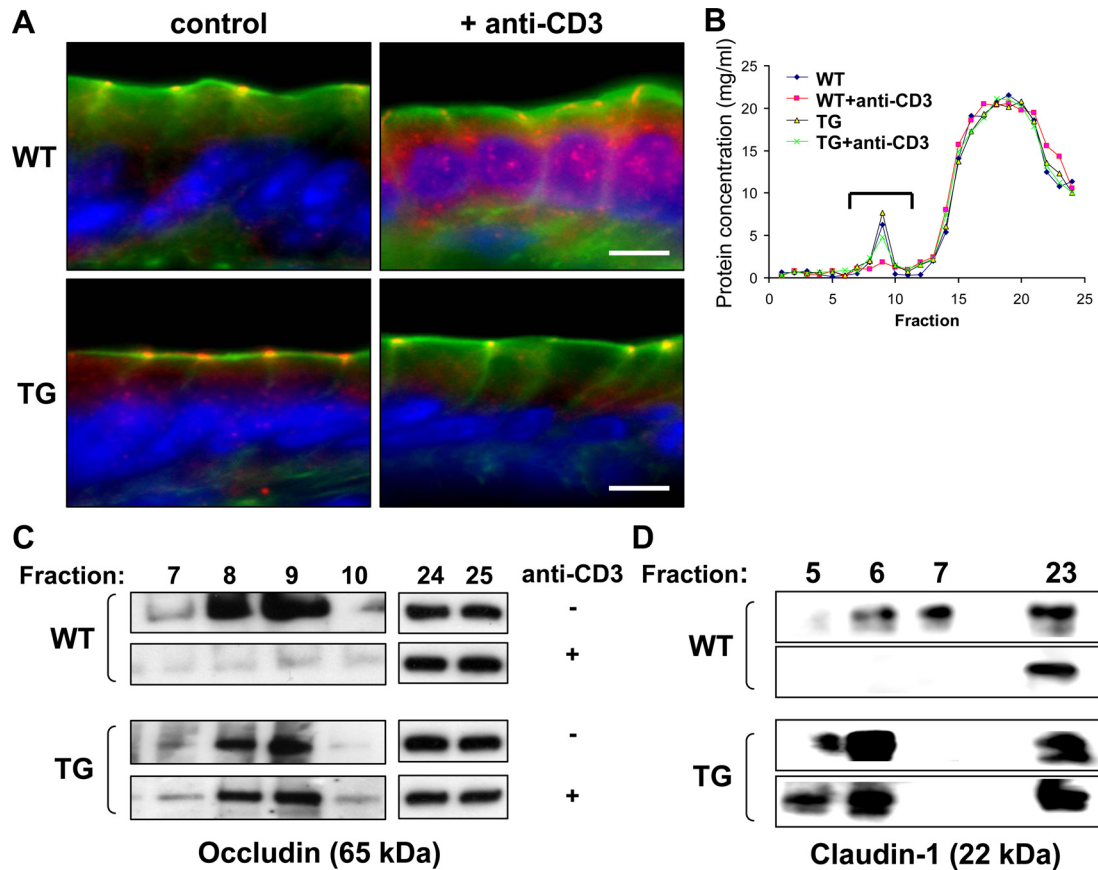 A
control
+ anti-CD3
WT
TG
B
Protein concentration (mg/ml)
25
20
15
10
5
0
WT
WT+anti-CD3
TG
TG+anti-CD3
0 5 10 15 20 25
Fraction
C
Fraction: 7 8 9 10 24 25 anti-CD3
WT
-
+
TG
-
+
Occludin (65 kDa)
D
Fraction: 5 6 7 23
WT
TG
Claudin-1 (22 kDa)